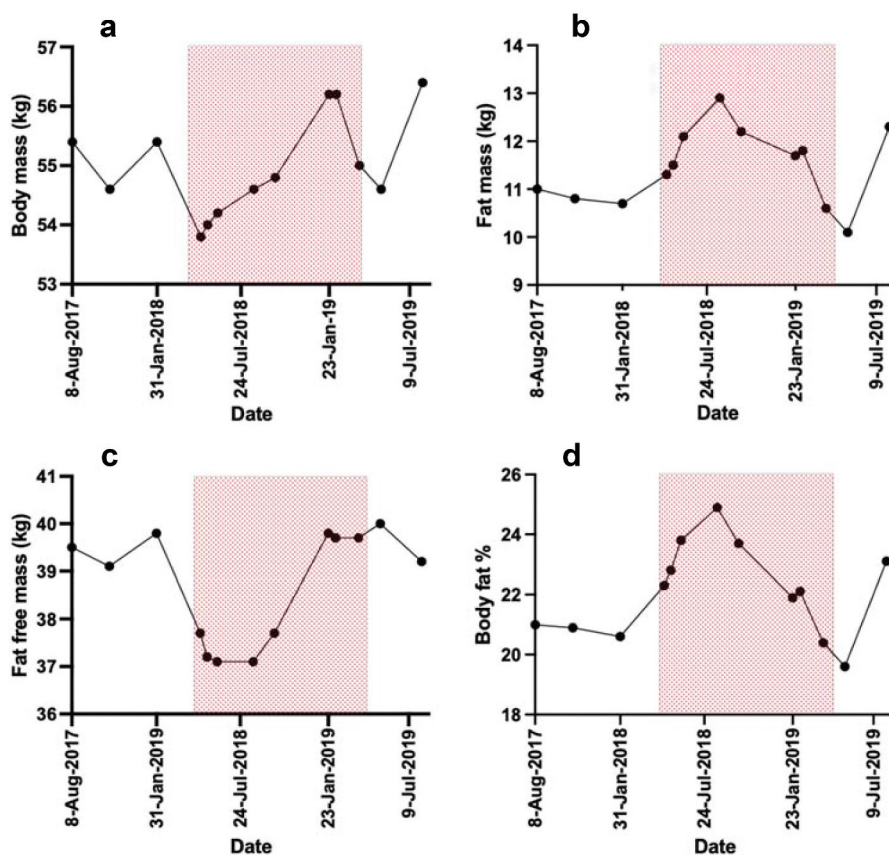 a
57
56
55
54
53
Body mass (kg)
8-Aug-2017
31-Jan-2018
24-Jul-2018
23-Jan-19
9-Jul-2019
Date
b
14
13
12
11
10
9
Fat mass (kg)
8-Aug-2017
31-Jan-2018
24-Jul-2018
23-Jan-2019
9-Jul-2019
Date
c
41
40
39
38
37
36
Fat free mass (kg)
8-Aug-2017
31-Jan-2019
24-Jul-2018
23-Jan-2019
9-Jul-2019
Date
d
26
24
22
20
18
Body fat %
8-Aug-2017
31-Jan-2018
24-Jul-2018
23-Jan-2019
9-Jul-2019
Date